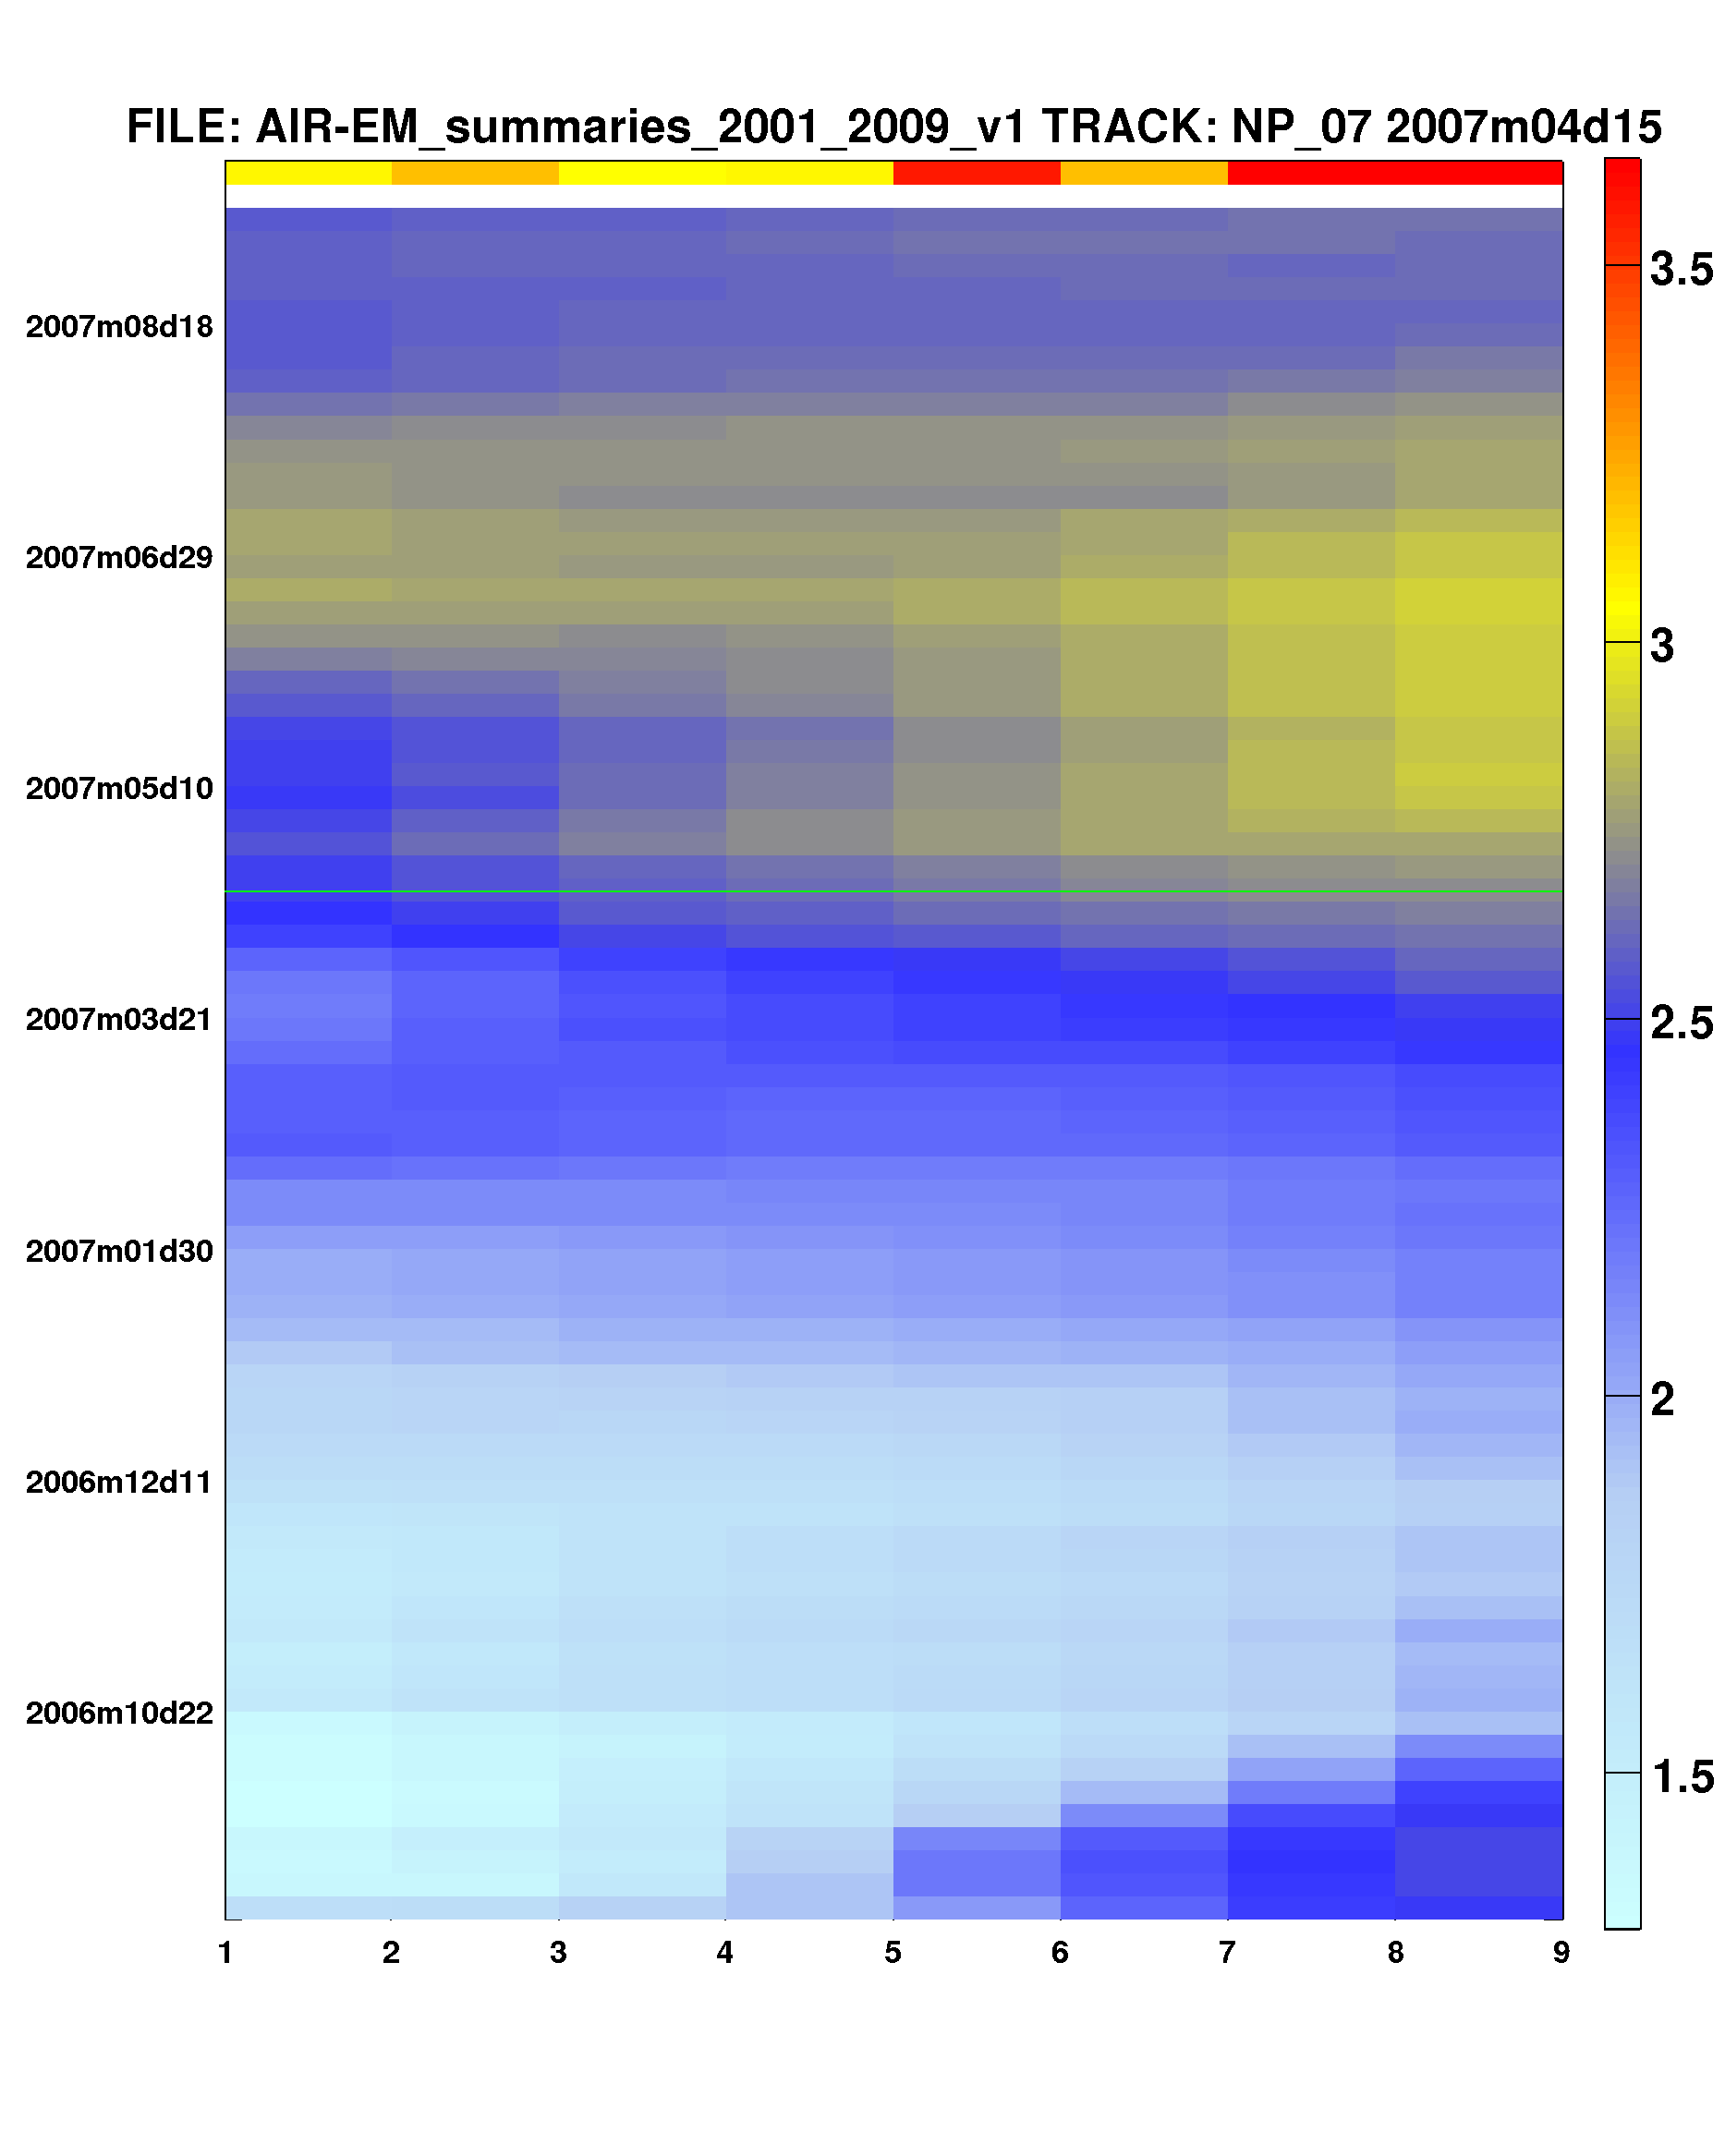 FILE: AIR-EM_summaries_2001_2009_v1 TRACK: NP_07 2007m04d15
3.5
2007m08d18
2007m06d29
3
2007m05d10
2007m03d21
2.5
2007m01d30
2
2006m12d11
2006m10d22
1.5
1 2 3 4 5 6 7 8 9